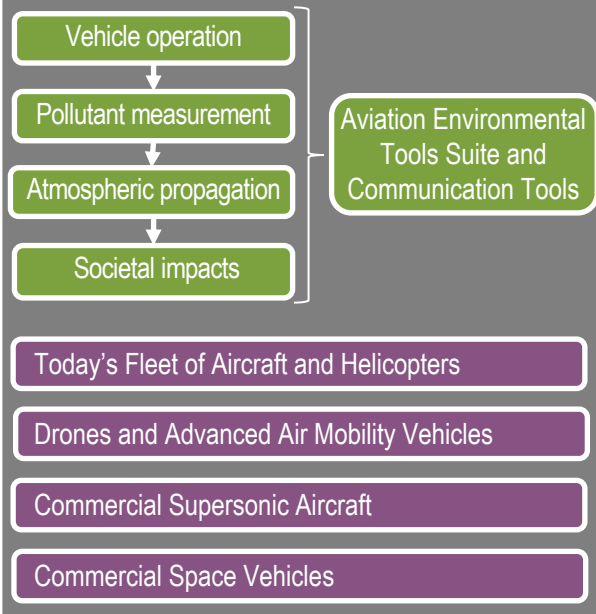 Vehicle operation
Pollutant measurement
Atmospheric propagation
Societal impacts
Aviation Environmental
Tools Suite and
Communication Tools
Today’s Fleet of Aircraft and Helicopters
Drones and Advanced Air Mobility Vehicles
Commercial Supersonic Aircraft
Commercial Space Vehicles